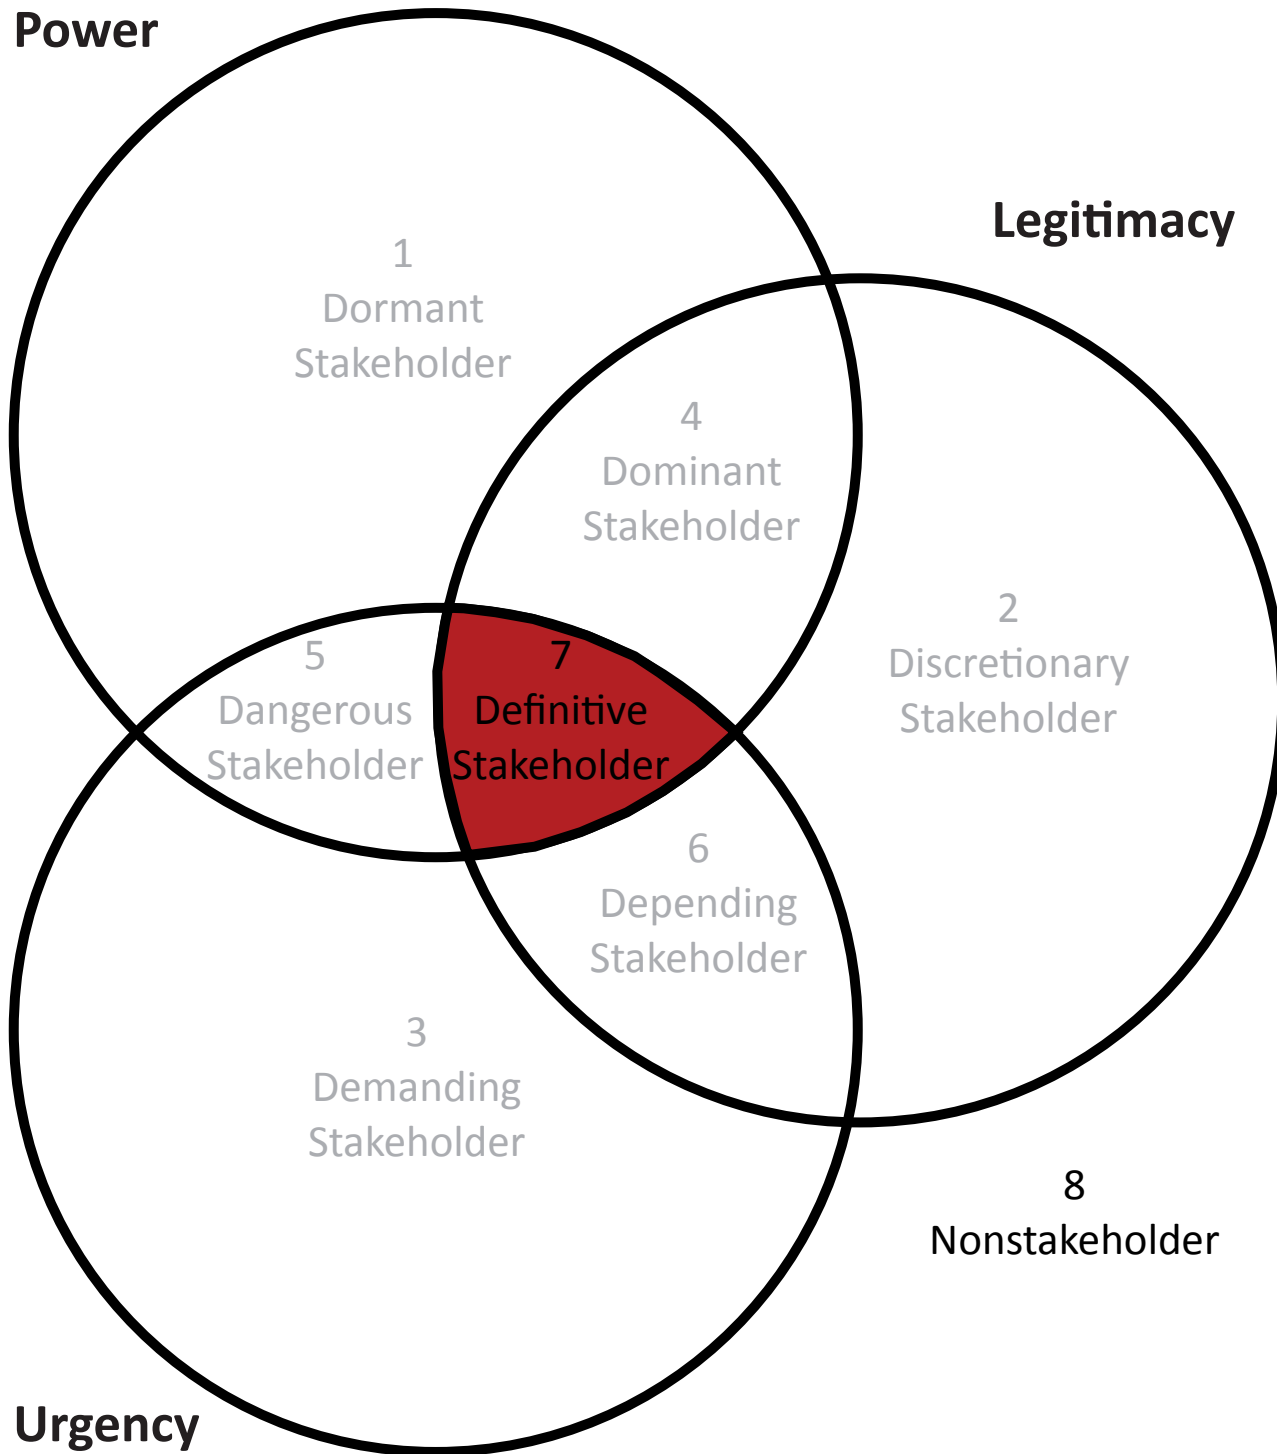 Power
Legitimacy
1
Dormant
Stakeholder
4
Dominant
Stakeholder
2
Discretionary
Stakeholder
5
Dangerous
Stakeholder
7
Definitive
Stakeholder
6
Depending
Stakeholder
3
Demanding
Stakeholder
8
Nonstakeholder
Urgency